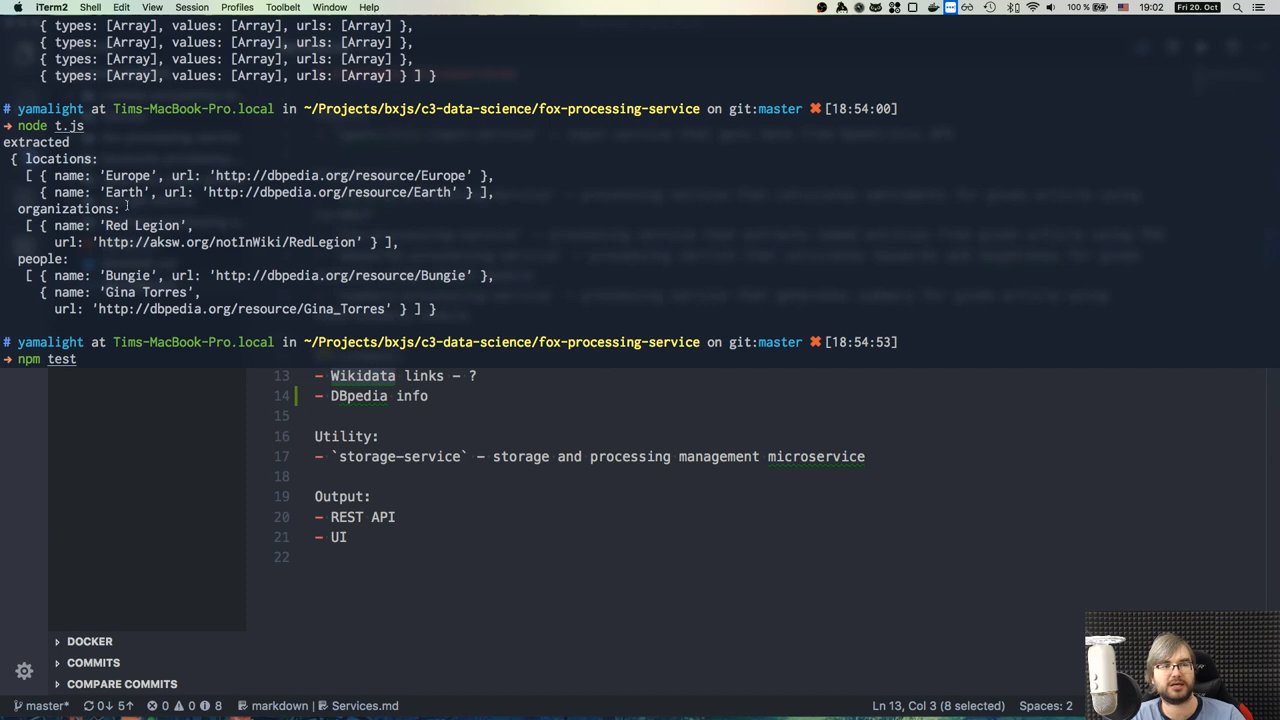 iTerm2 Shell Edit View Session Profiles Toolbelt Window Help 100 % 19:02 Fri 20. Oct
{ types: [Array], values: [Array], urls: [Array] },
{ types: [Array], values: [Array], urls: [Array] },
{ types: [Array], values: [Array], urls: [Array] },
{ types: [Array], values: [Array], urls: [Array] } ] }
# yamalight at Tims-MacBook-Pro.local in ~/Projects/bxjs/c3-data-science/fox-processing-service on git:master ✖ [18:54:00]
➜ node t.js
extracted
{ locations:
[ { name: 'Europe', url: 'http://dbpedia.org/resource/Europe' },
{ name: 'Earth', url: 'http://dbpedia.org/resource/Earth' } ],
organizations:
[ { name: 'Red Legion',
url: 'http://aksw.org/notInWiki/RedLegion' } ],
people:
[ { name: 'Bungie', url: 'http://dbpedia.org/resource/Bungie' },
{ name: 'Gina Torres',
url: 'http://dbpedia.org/resource/Gina_Torres' } ] }
# yamalight at Tims-MacBook-Pro.local in ~/Projects/bxjs/c3-data-science/fox-processing-service on git:master ✖ [18:54:53]
➜ npm test
13 - Wikidata links - ?
14 - DBpedia info
15
16 Utility:
17 - `storage-service` - storage and processing management microservice
18
19 Output:
20 - REST API
21 - UI
22
DOCKER
COMMITS
COMPARE COMMITS
master* 0↓ 5↑ 0 0 8 markdown | Services.md Ln 13, Col 3 (8 selected) Spaces: 2